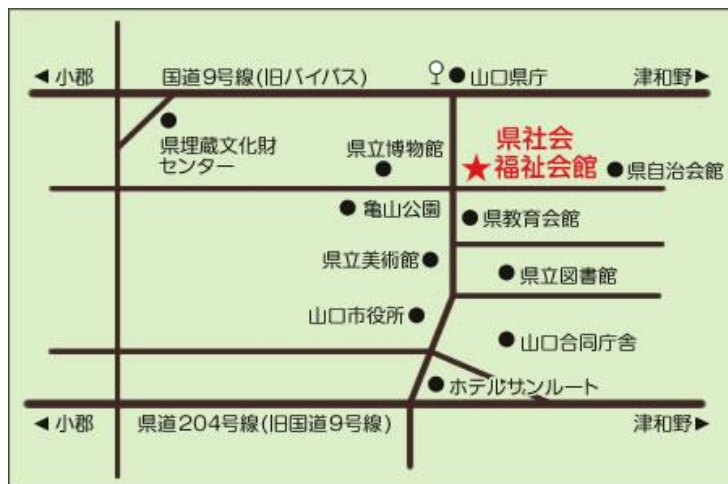 ◀小郡
国道9号線(旧バイパス)
山口県庁
津和野▶
県埋蔵文化財
センター
県立博物館
県社会
福祉会館
県自治会館
亀山公園
県教育会館
県立美術館
県立図書館
山口市役所
山口合同庁舎
ホテルサンルート
◀小郡
県道204号線(旧国道9号線)
津和野▶